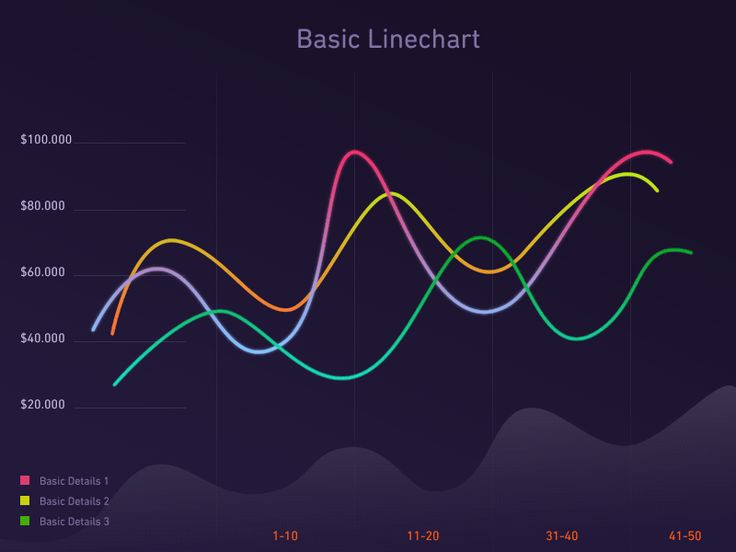 Basic Linechart
$100.000
$80.000
$60.000
$40.000
$20.000
Basic Details 1
Basic Details 2
Basic Details 3
1-10 11-20 31-40 41-50